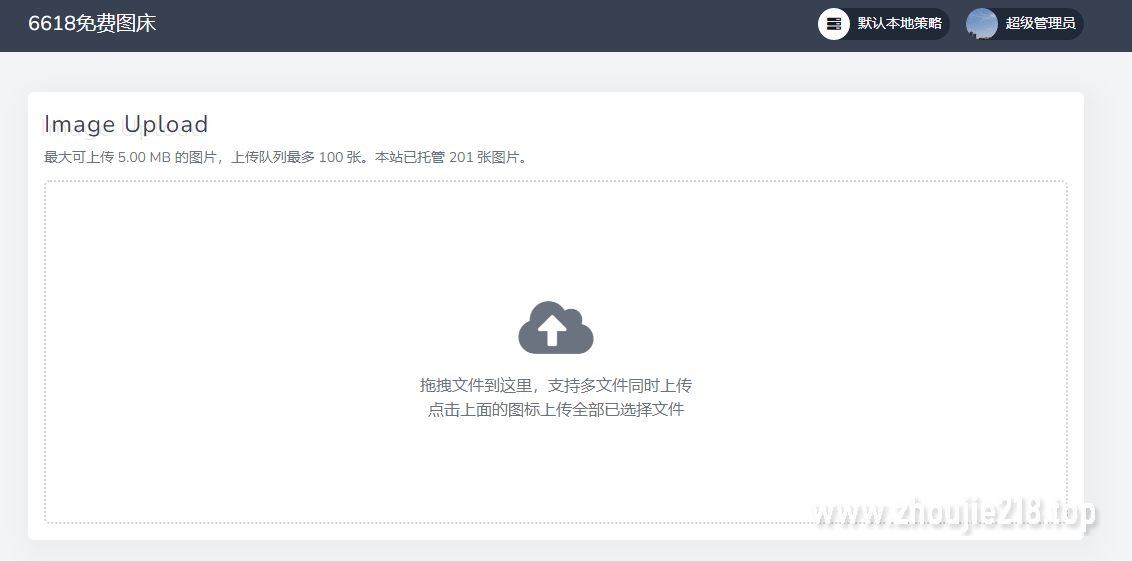 6618免费图床
默认本地策略
超级管理员
Image Upload
最大可上传 5.00 MB 的图片，上传队列最多 100 张。本站已托管 201 张图片。
拖拽文件到这里，支持多文件同时上传
点击上面的图标上传全部已选择文件
www.zhoujie218.top